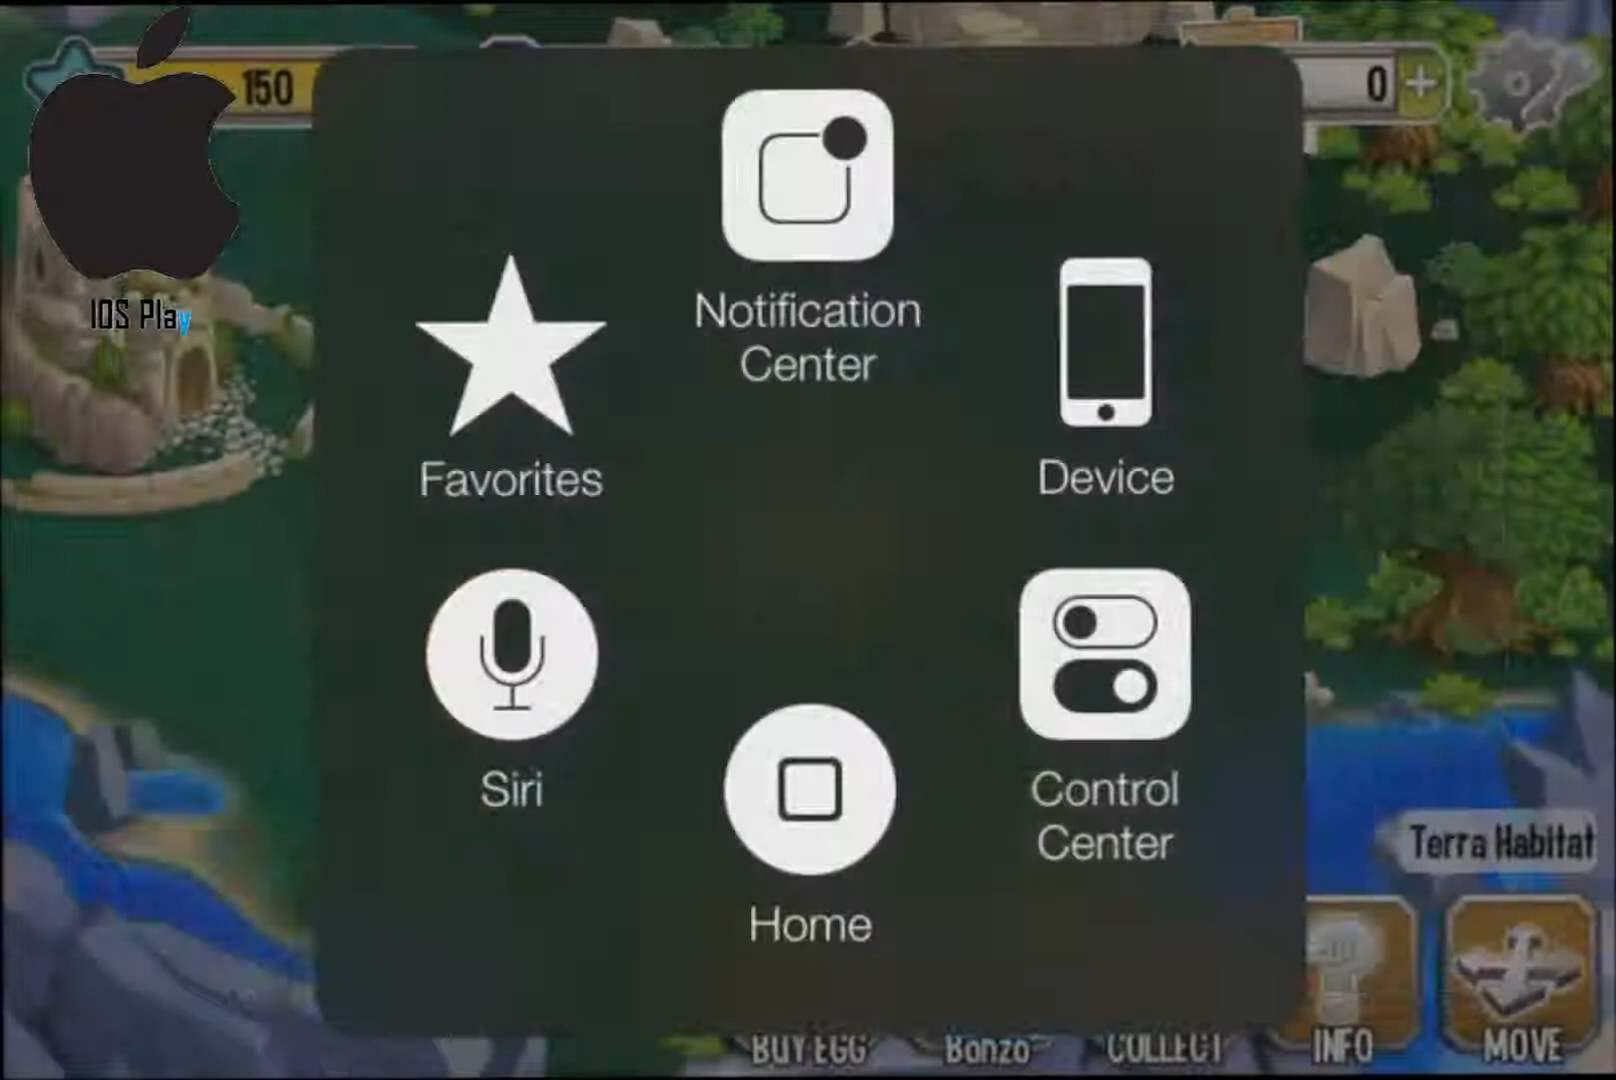 150
0
IOS Play
Notification
Center
Favorites
Device
Siri
Control
Center
Home
Terra Habitat
BUY EGG
Bonzo
COLLECT
INFO
MOVE